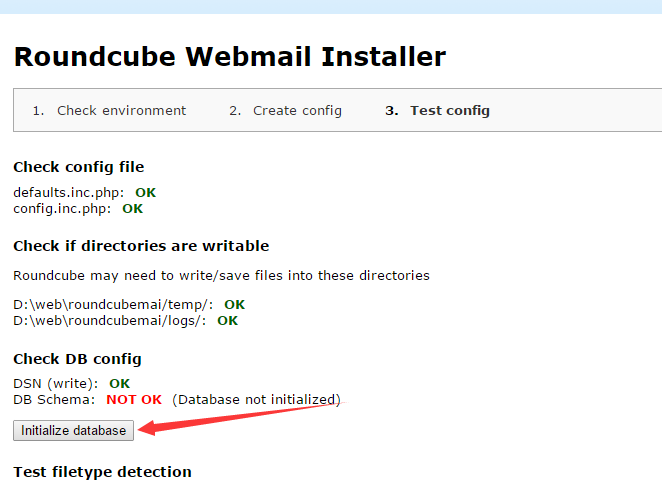 Roundcube Webmail Installer
1. Check environment 2. Create config 3. Test config
Check config file
defaults.inc.php: OK
config.inc.php: OK
Check if directories are writable
Roundcube may need to write/save files into these directories
D:\web\roundcubemai/temp/: OK
D:\web\roundcubemai/logs/: OK
Check DB config
DSN (write): OK
DB Schema: NOT OK (Database not initialized)
Initialize database
Test filetype detection